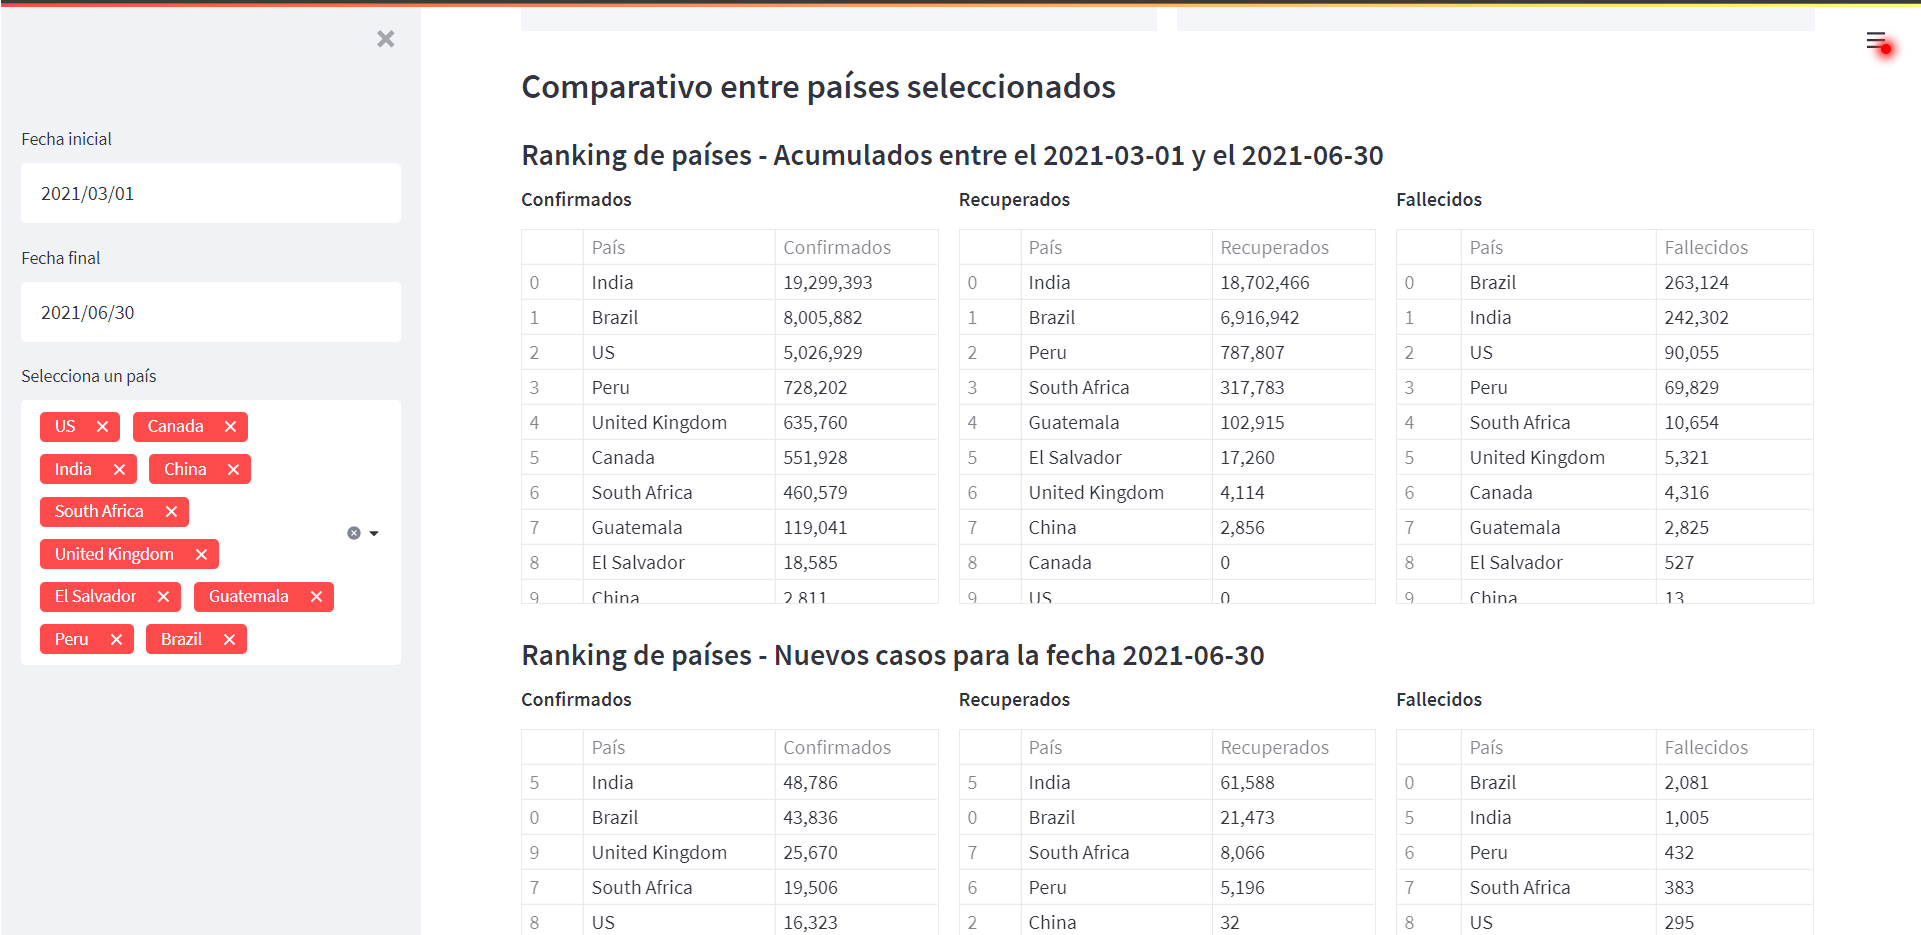 Fecha inicial
2021/03/01
Fecha final
2021/06/30
Selecciona un país
US Canada
India China
South Africa
United Kingdom
El Salvador Guatemala
Peru Brazil
Comparativo entre países seleccionados
Ranking de países - Acumulados entre el 2021-03-01 y el 2021-06-30
Confirmados
País Confirmados
0 India 19,299,393
1 Brazil 8,005,882
2 US 5,026,929
3 Peru 728,202
4 United Kingdom 635,760
5 Canada 551,928
6 South Africa 460,579
7 Guatemala 119,041
8 El Salvador 18,585
9 China 2,811
Recuperados
País Recuperados
0 India 18,702,466
1 Brazil 6,916,942
2 Peru 787,807
3 South Africa 317,783
4 Guatemala 102,915
5 El Salvador 17,260
6 United Kingdom 4,114
7 China 2,856
8 Canada 0
9 US 0
Fallecidos
País Fallecidos
0 Brazil 263,124
1 India 242,302
2 US 90,055
3 Peru 69,829
4 South Africa 10,654
5 United Kingdom 5,321
6 Canada 4,316
7 Guatemala 2,825
8 El Salvador 527
9 China 13
Ranking de países - Nuevos casos para la fecha 2021-06-30
Confirmados
País Confirmados
5 India 48,786
0 Brazil 43,836
9 United Kingdom 25,670
7 South Africa 19,506
8 US 16,323
Recuperados
País Recuperados
5 India 61,588
0 Brazil 21,473
7 South Africa 8,066
6 Peru 5,196
2 China 32
Fallecidos
País Fallecidos
0 Brazil 2,081
5 India 1,005
6 Peru 432
7 South Africa 383
8 US 295